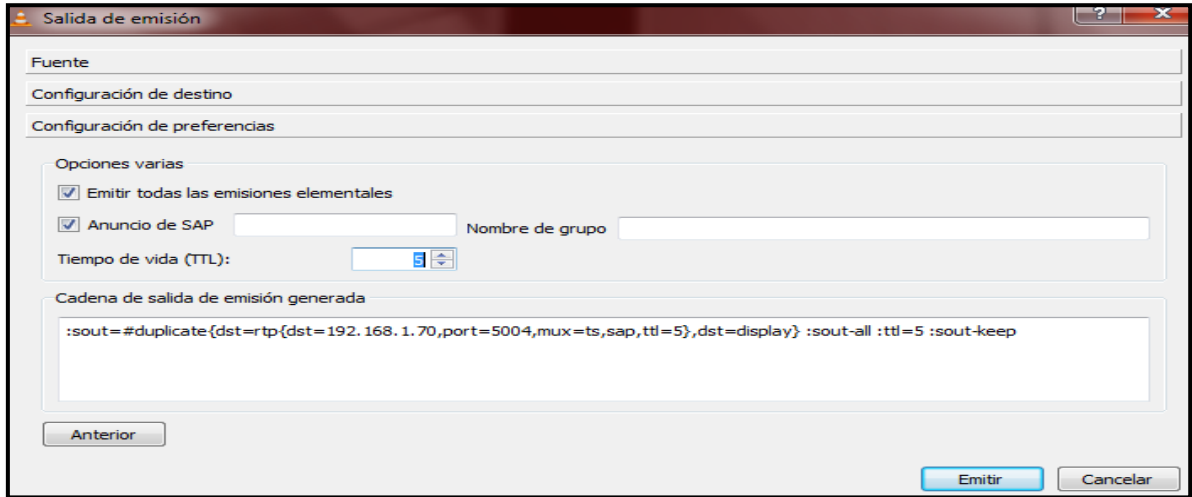 Salida de emisión
Fuente
Configuración de destino
Configuración de preferencias
Opciones varias
Emitir todas las emisiones elementales
Anuncio de SAP Nombre de grupo
Tiempo de vida (TTL): 5
Cadena de salida de emisión generada
:sout=#duplicate{dst=rtp{dst=192.168.1.70,port=5004,mux=ts,sap,ttl=5},dst=display} :sout-all :ttl=5 :sout-keep
Anterior
Emitir Cancelar